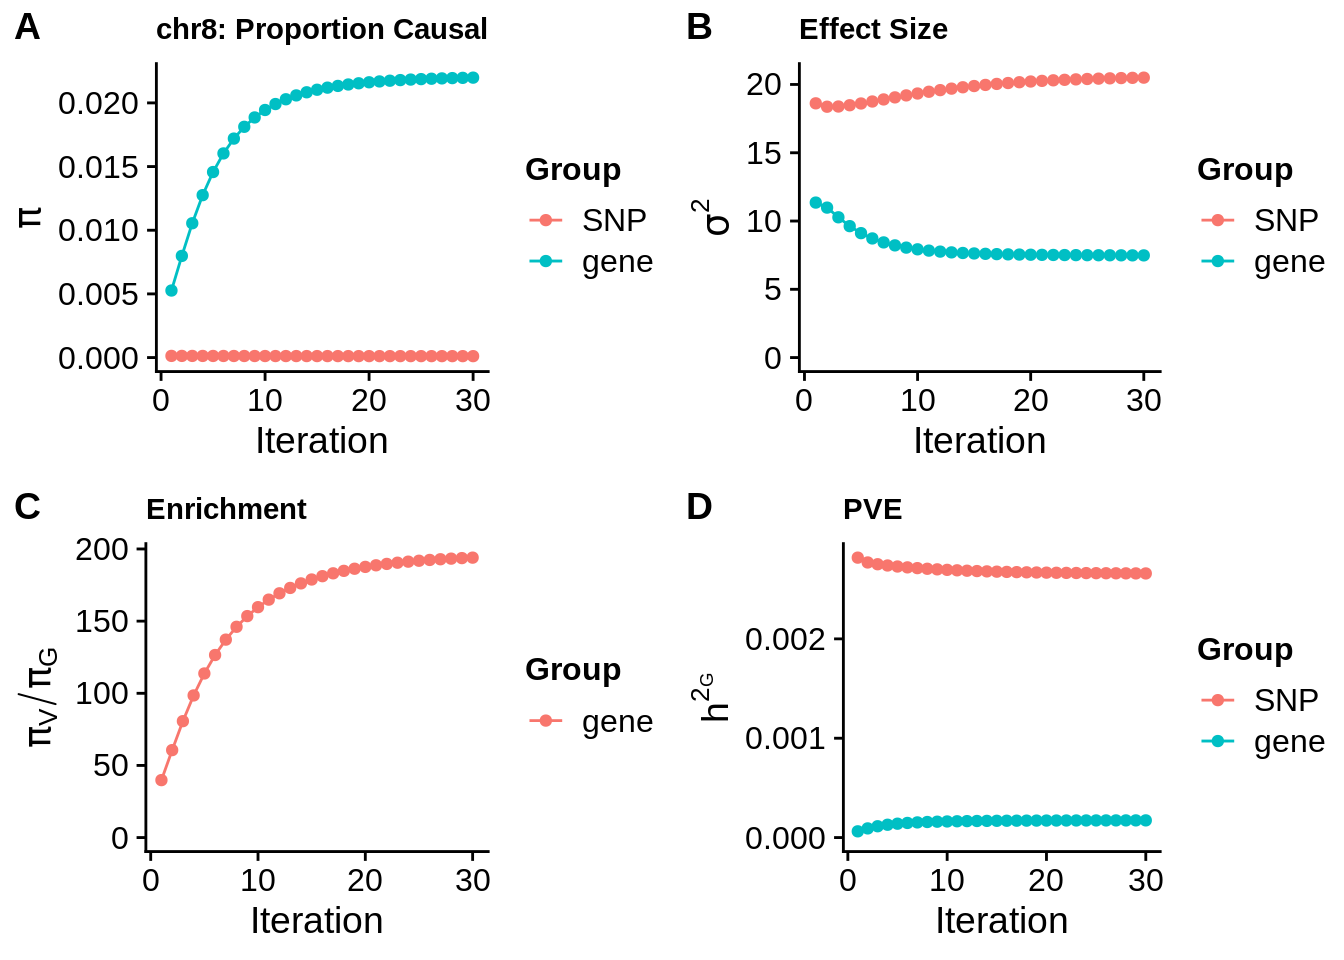 A
chr8: Proportion Causal
π
0.020
0.015
0.010
0.005
0.000
0
10
20
30
Iteration
Group
SNP
gene
B
Effect Size
σ²
20
15
10
5
0
0
10
20
30
Iteration
Group
SNP
gene
C
Enrichment
πV/πG
200
150
100
50
0
0
10
20
30
Iteration
Group
gene
D
PVE
h²G
0.002
0.001
0.000
0
10
20
30
Iteration
Group
SNP
gene